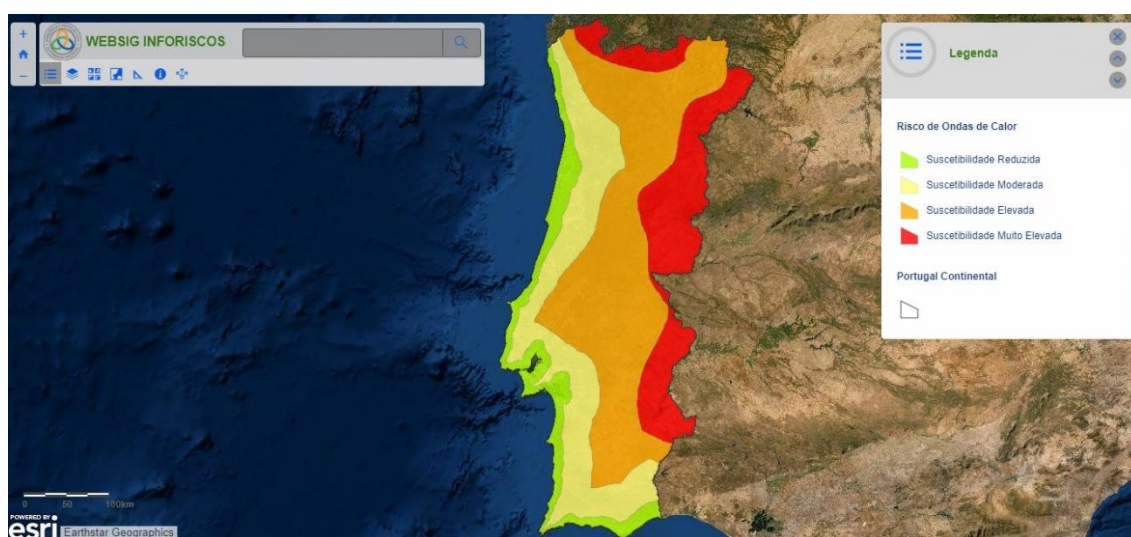 WEBSIG INFORISCOS
Legenda
Risco de Ondas de Calor
Suscetibilidade Reduzida
Suscetibilidade Moderada
Suscetibilidade Elevada
Suscetibilidade Muito Elevada
Portugal Continental
0 50 100km
POWERED BY
esri
Earthstar Geographics